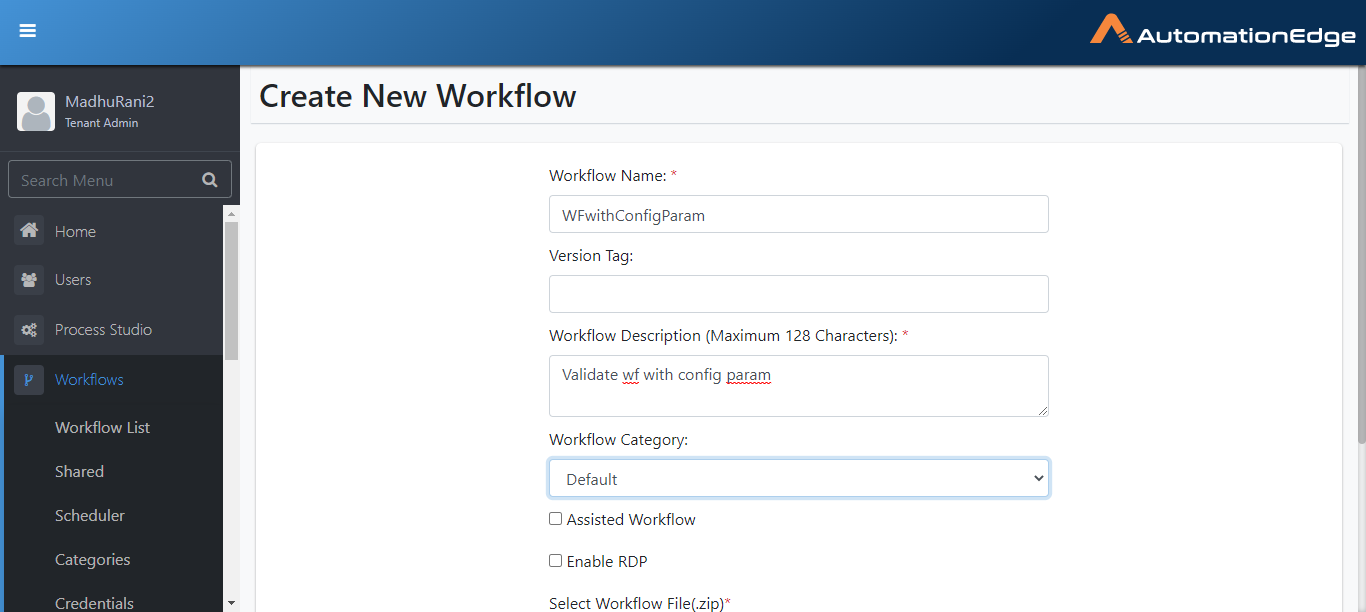 AutomationEdge
MadhuRani2
Tenant Admin
Search Menu
Home
Users
Process Studio
Workflows
Workflow List
Shared
Scheduler
Categories
Credentials
Create New Workflow
Workflow Name: *
WFwithConfigParam
Version Tag:
Workflow Description (Maximum 128 Characters): *
Validate wf with config param
Workflow Category:
Default
Assisted Workflow
Enable RDP
Select Workflow File(.zip)*